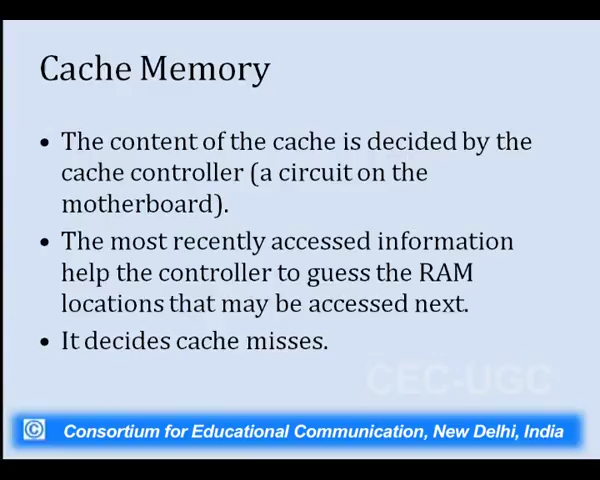 Cache Memory
• The content of the cache is decided by the
cache controller (a circuit on the
motherboard).
• The most recently accessed information
help the controller to guess the RAM
locations that may be accessed next.
• It decides cache misses.
CEC-UGC
© Consortium for Educational Communication, New Delhi, India